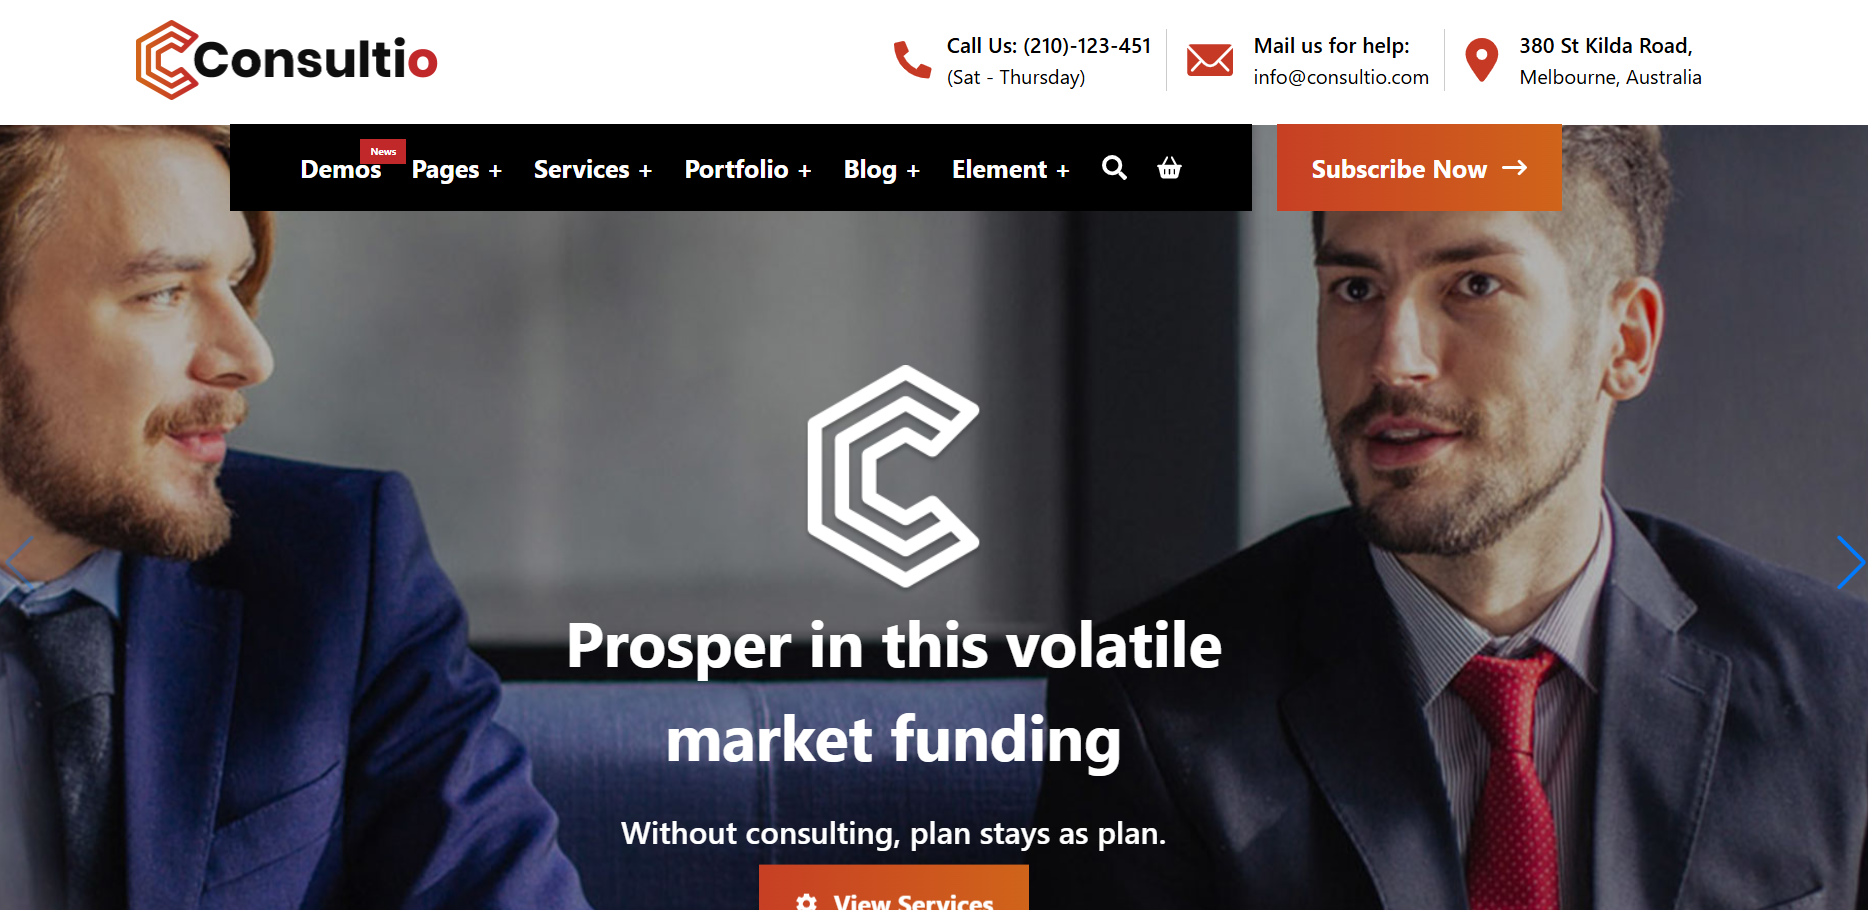 Consultio
Call Us: (210)-123-451
(Sat - Thursday)
Mail us for help:
info@consultio.com
380 St Kilda Road,
Melbourne, Australia
News
Demos Pages + Services + Portfolio + Blog + Element +
Subscribe Now
Prosper in this volatile
market funding
Without consulting, plan stays as plan.
View Services